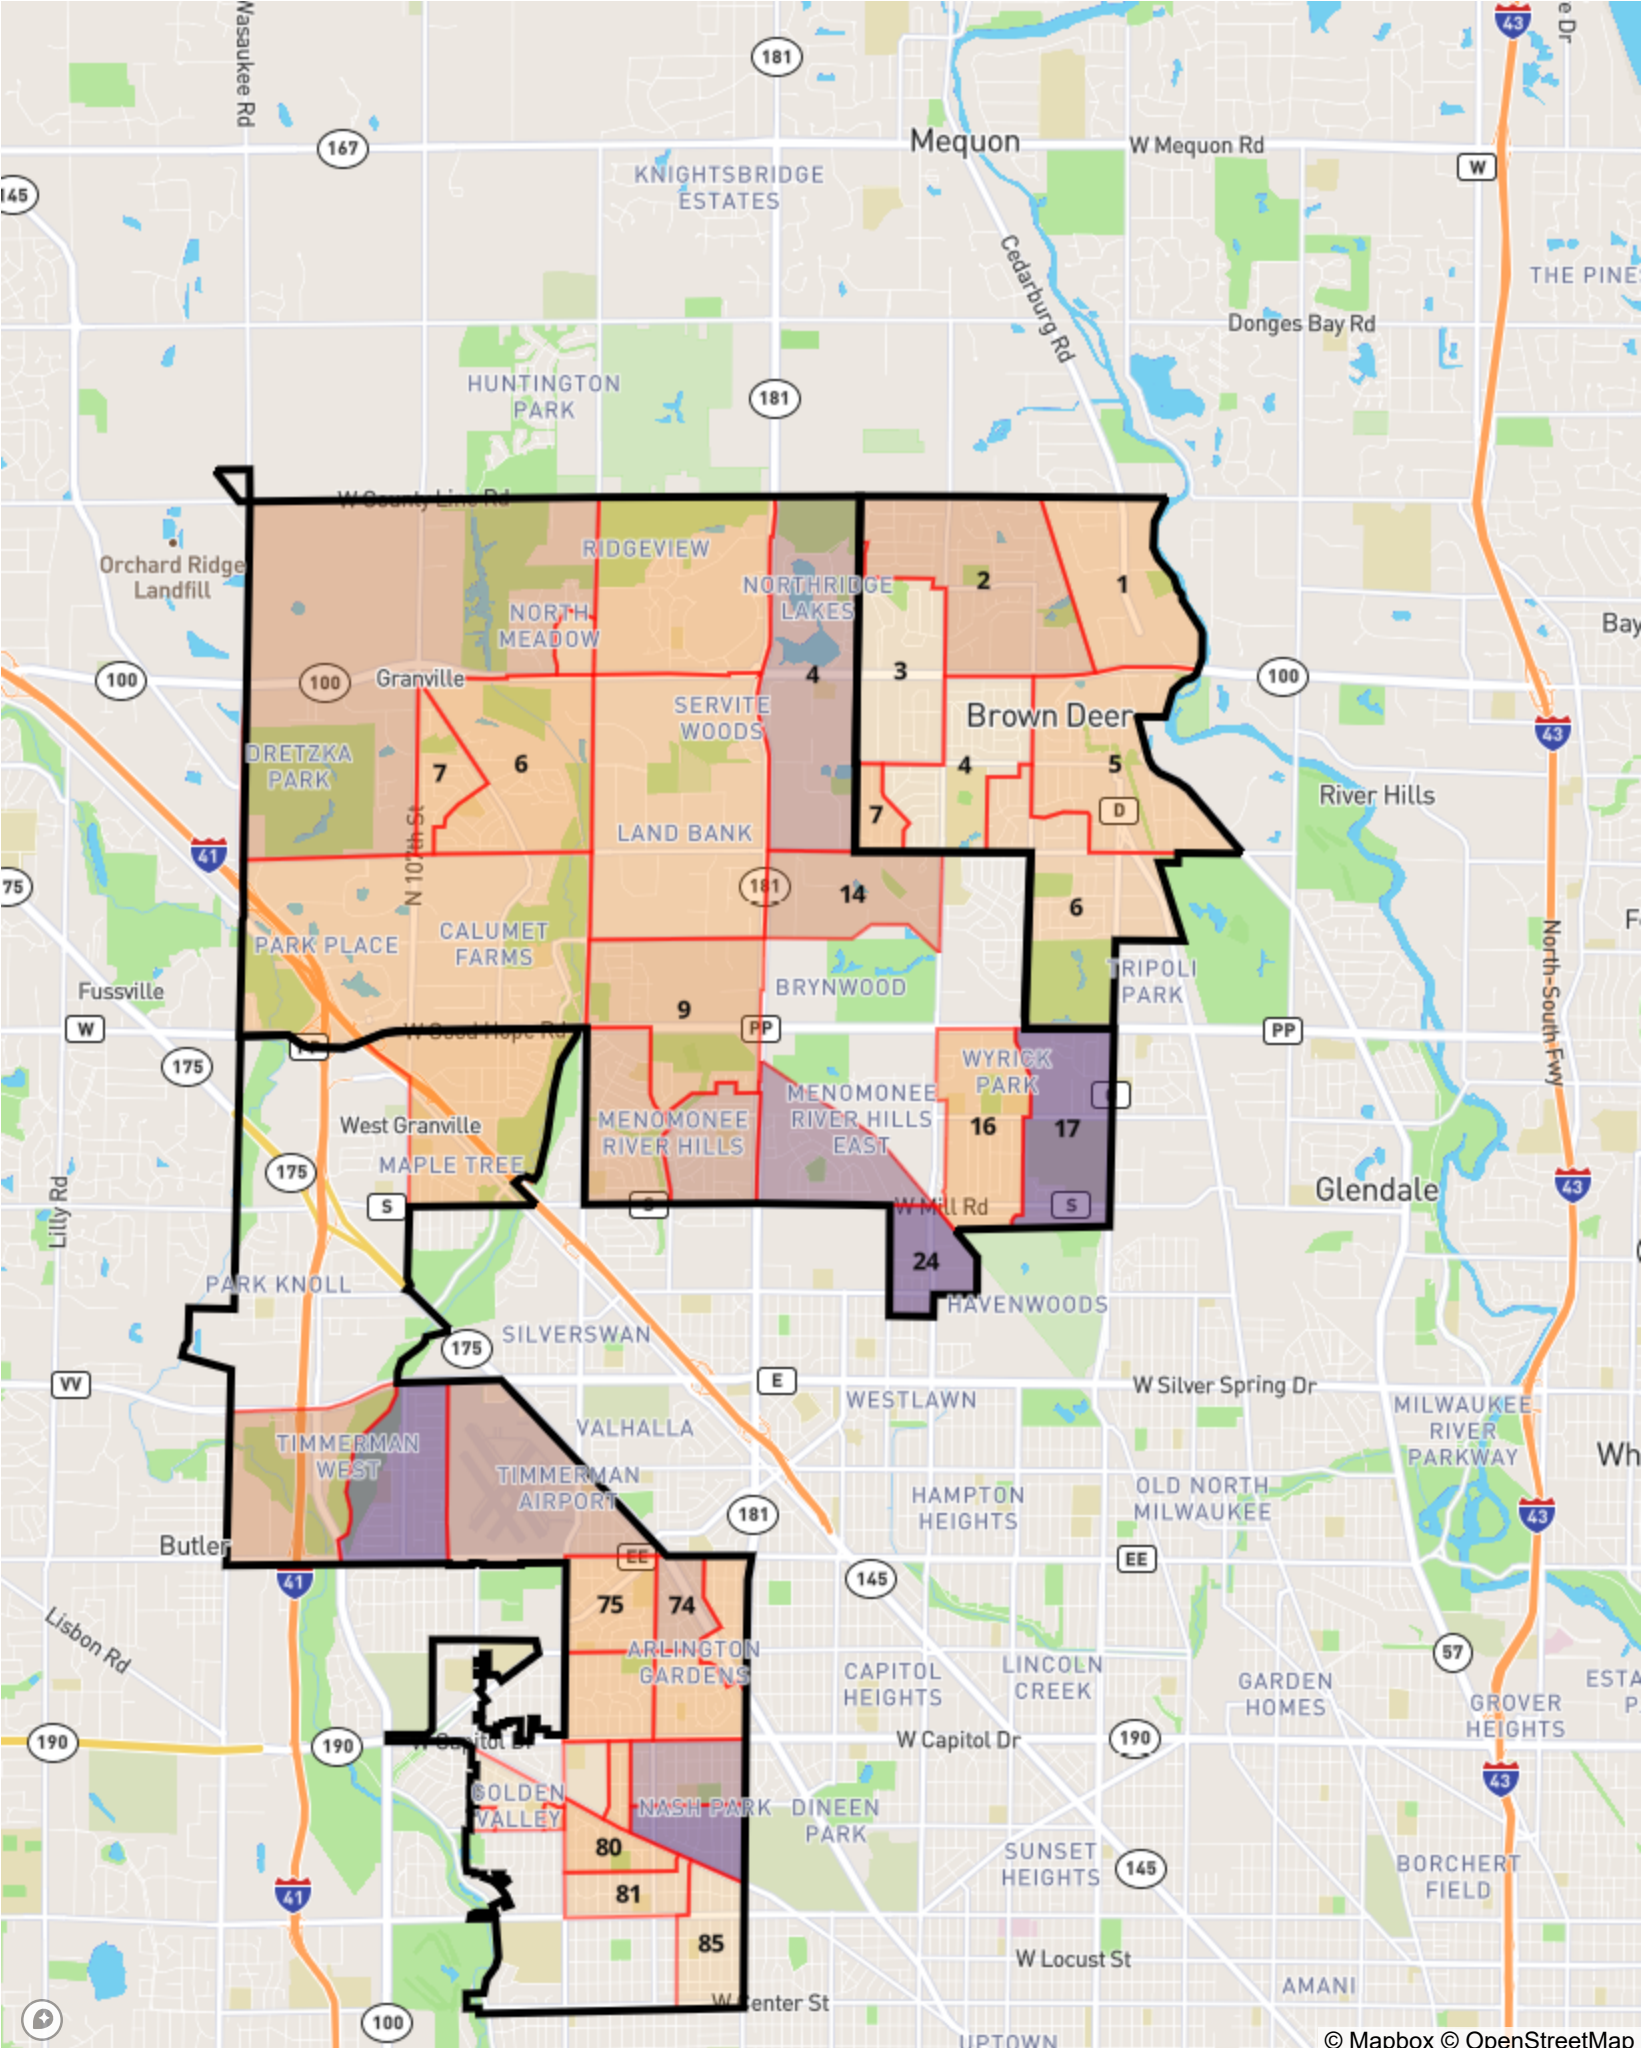 43
e Dr
Wasaukee Rd
181
Mequon
W Mequon Rd
167
W
KNIGHTSBRIDGE
ESTATES
145
Cedarburg Rd
THE PINE
Donges Bay Rd
HUNTINGTON
PARK
181
W County Line Rd
RIDGEVIEW
Orchard Ridge
Landfill
NORTHRIDGE
LAKES
2
1
NORTH
MEADOW
Bay
100
100
Granville
4
3
100
SERVITE
WOODS
Brown Deer
43
DRETZKA
PARK
7
6
4
5
River Hills
N 107th St
LAND BANK
7
D
41
75
181
14
6
PARK PLACE
CALUMET
FARMS
North-South Fwy
TRIPOLI
PARK
BRYNWOOD
Fussville
W
9
PP
PP
W Good Hope Rd
PP
175
WYRICK
PARK
West Granville
MENOMONEE
RIVER HILLS
MENOMONEE
RIVER HILLS
EAST
16
17
MAPLE TREE
175
Lilly Rd
S
S
W Mill Rd
S
Glendale
43
24
PARK KNOLL
HAVENWOODS
SILVERSWAN
175
VV
E
W Silver Spring Dr
WESTLAWN
MILWAUKEE
RIVER
PARKWAY
VALHALLA
TIMMERMAN
WEST
TIMMERMAN
AIRPORT
Wh
HAMPTON
HEIGHTS
OLD NORTH
MILWAUKEE
181
43
Butler
EE
EE
41
145
75
74
Lisbon Rd
ARLINGTON
GARDENS
57
CAPITOL
HEIGHTS
LINCOLN
CREEK
GARDEN
HOMES
ESTA
P
GROVER
HEIGHTS
190
190
W Capitol Dr
W Capitol Dr
190
43
GOLDEN
VALLEY
NASH PARK
DINEEN
PARK
80
SUNSET
HEIGHTS
145
BORCHERT
FIELD
41
81
85
W Locust St
AMANI
W Center St
100
UPTOWN
© Mapbox © OpenStreetMap